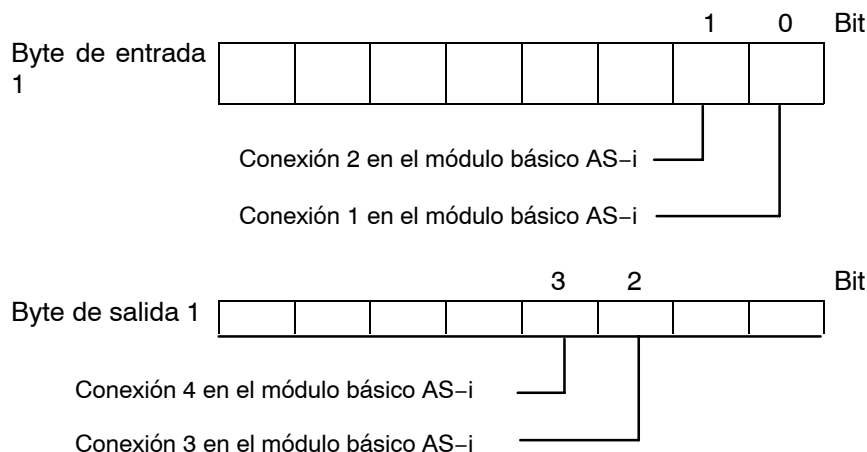 1 0 Bit
Byte de entrada
1
Conexión 2 en el módulo básico AS–i
Conexión 1 en el módulo básico AS–i
3 2 Bit
Byte de salida 1
Conexión 4 en el módulo básico AS–i
Conexión 3 en el módulo básico AS–i